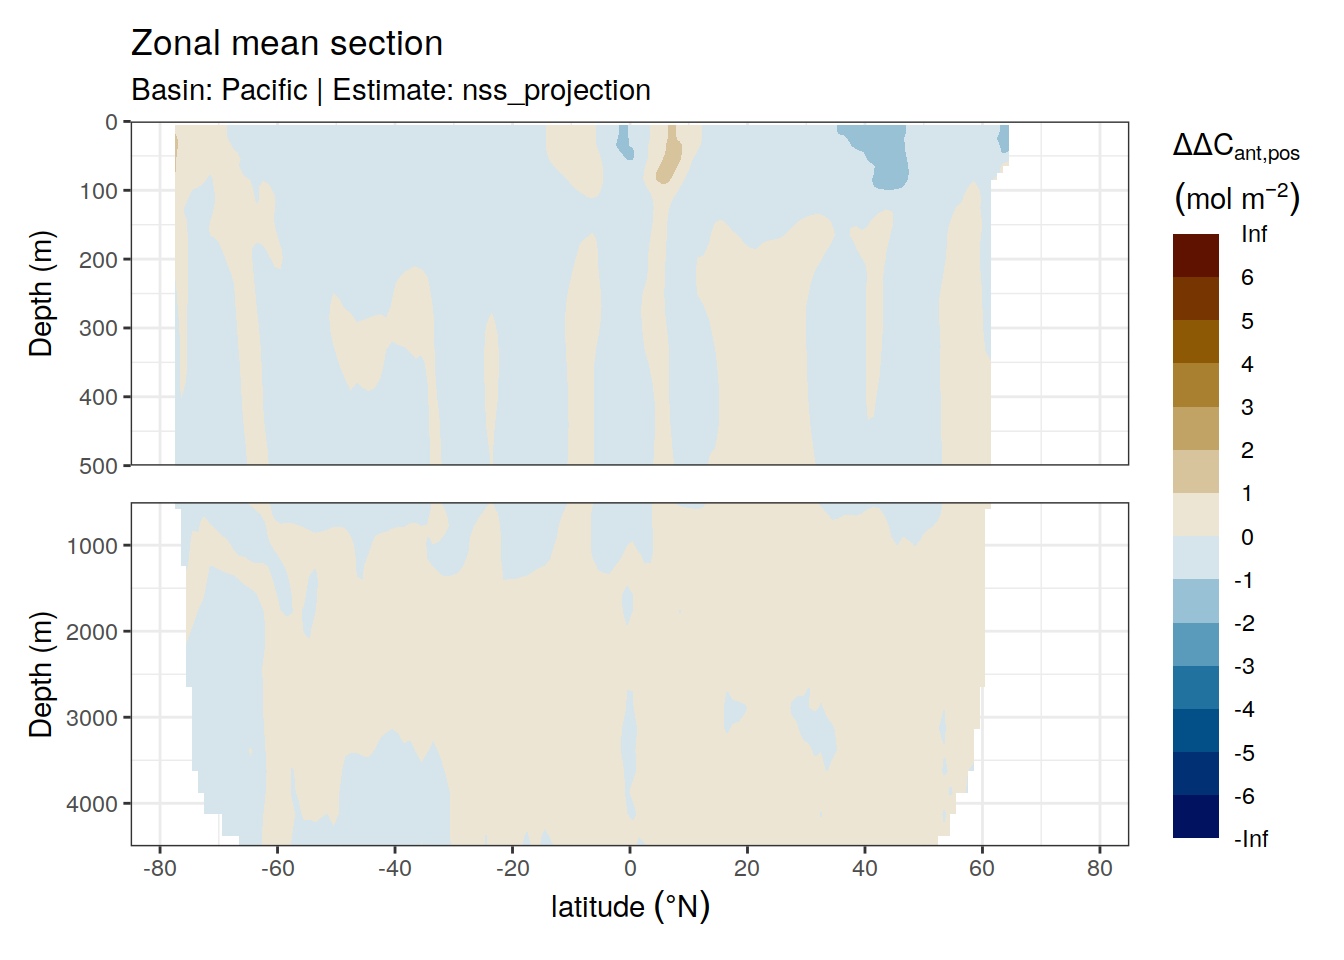 Zonal mean section
Basin: Pacific | Estimate: nss_projection
0
100
200
300
400
500
Depth (m)
1000
2000
3000
4000
Depth (m)
-80 -60 -40 -20 0 20 40 60 80
latitude (°N)
ΔΔCant,pos
(mol m−2)
Inf
6
5
4
3
2
1
0
-1
-2
-3
-4
-5
-6
-Inf